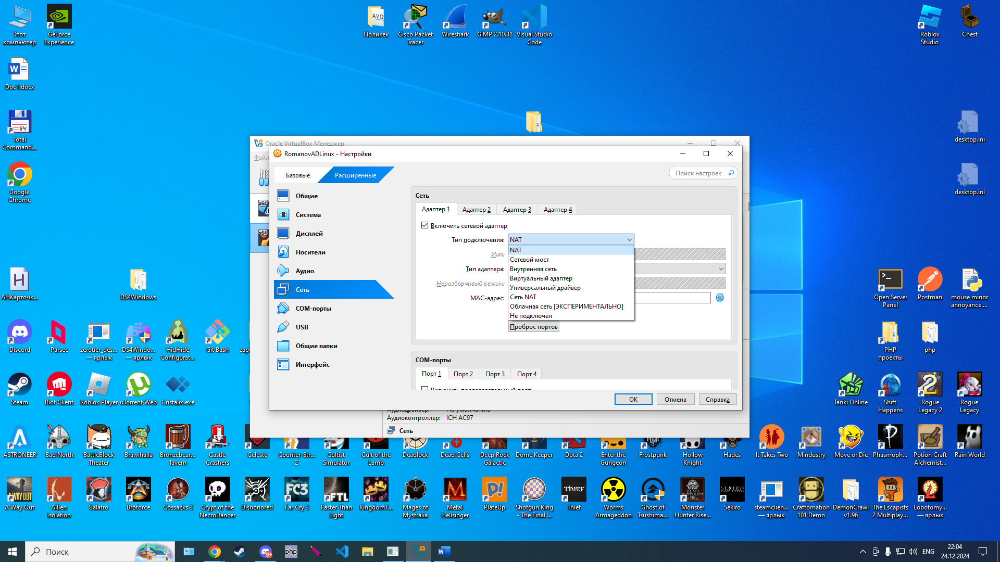 Этот
компьютер
GeForce
Experience
Поликек
Cisco Packet
Tracer
Wireshark
GIMP 2.10.38
Visual Studio
Code
Roblox
Studio
Chest
Doc1.docx
Total
Command...
desktop.ini
Google
Chrome
desktop.ini
Oracle VirtualBox Менеджер
Файл
RomanovADLinux - Настройки
Базовые
Расширенные
Поиск настроек
Общие
Система
Дисплей
Носители
Аудио
Сеть
COM-порты
USB
Общие папки
Интерфейс
Сеть
Адаптер 1
Адаптер 2
Адаптер 3
Адаптер 4
Включить сетевой адаптер
Тип подключения:
NAT
NAT
Сетевой мост
Внутренняя сеть
Виртуальный адаптер
Универсальный драйвер
Сеть NAT
Облачная сеть [ЭКСПЕРИМЕНТАЛЬНО]
Не подключен
Имя:
Тип адаптера:
Неразборчивый режим:
MAC-адрес:
Проброс портов
COM-порты
Порт 1
Порт 2
Порт 3
Порт 4
OK
Отмена
Справка
Аудиоконтроллер: ICH AC97
Сеть
АНКарточк...
DS4Windows
Open Server
Panel
Postman
mouse minor
annoyance....
Discord
Parsec
zerotier_des...
— ярлык
DS4Windo...
— ярлык
HidHide
Configurat...
Git Bash
PHP
проекты
php
Steam
Riot Client
Roblox Player
uTorrent Web
Cristalix.exe
Tanki Online
Shift
Happens
Rogue
Legacy 2
Rogue
Legacy
ASTRONEER
Bad North
BattleBlock
Theater
Brawlhalla
Bronzebear...
Tavern
Castle
Crashers
Celeste
Counter-Str...
2
Cultist
Simulator
Cult of the
Lamb
Deadlock
Dead Cells
Deep Rock
Galactic
Dome Keeper
Dota 2
Enter the
Gungeon
Frostpunk
Hollow
Knight
Hades
It Takes Two
Mindustry
Move or Die
Phasmoph...
Potion Craft
Alchemist...
Rain World
A Way Out
Allien
Isolation
Balatro
Broforce
Cossacks 3
Crypt of the
NecroDancer
Dishonored
Far Cry 3
Faster Than
Light
KingdomT...
Mages of
Mystralia
Metal
Hellsinger
PlateUp
Shotgun King
- The Final ...
Thief
Worms
Armageddon
Ghost of
Tsushima...
Monster
Hunter Rise...
Sekiro
steamclien...
— ярлык
Craftomation
101 Demo
DemonCrawl
v1.96
The Escapists
2 Multiplay...
Lobotomy...
— ярлык
Поиск
ENG
22:04
24.12.2024